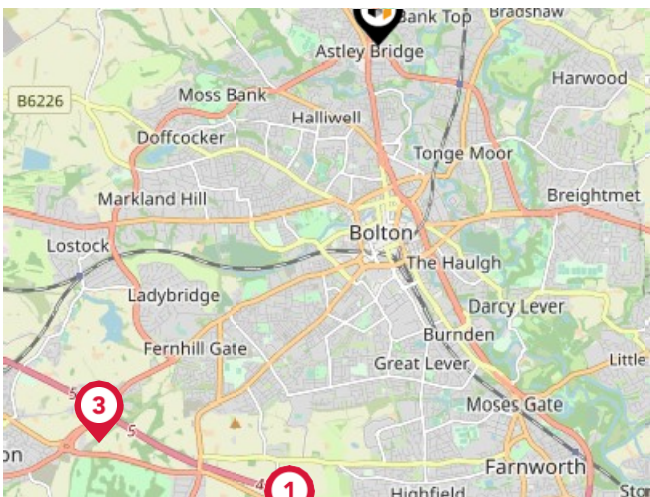 Bank Top
Bradshaw
Astley Bridge
Harwood
B6226
Moss Bank
Halliwell
Doffcocker
Tonge Moor
Markland Hill
Breightmet
Bolton
Lostock
The Haulgh
Ladybridge
Darcy Lever
Burnden
Fernhill Gate
Great Lever
Little
5
3
Moses Gate
5
on
Farnworth
4
1
Highfield
Sto